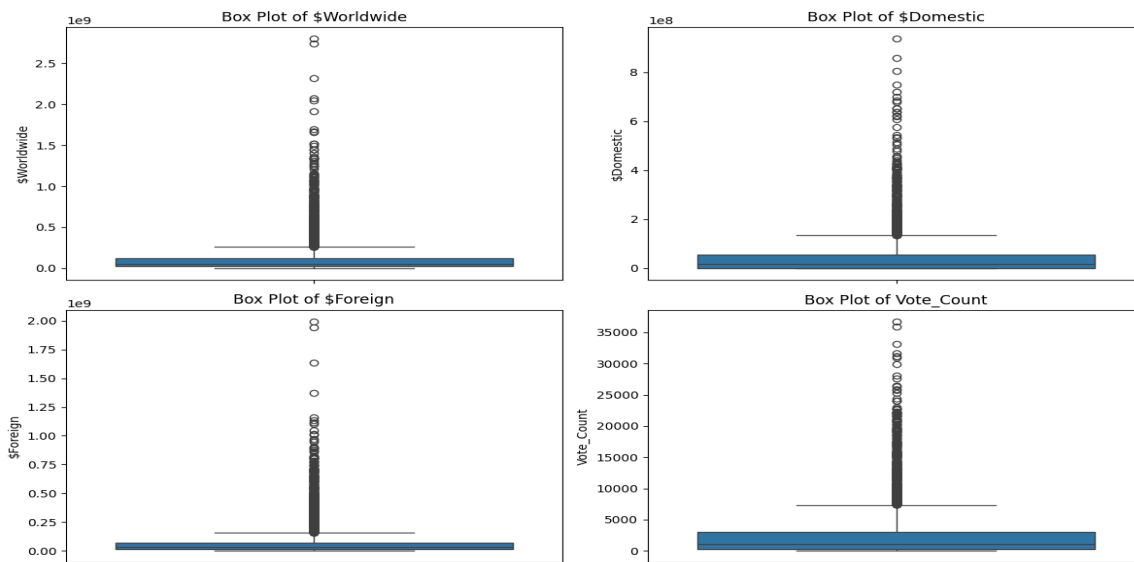 Box Plot of $Worldwide
1e9
2.5
2.0
1.5
1.0
0.5
0.0
$Worldwide
Box Plot of $Domestic
1e8
8
6
4
2
0
$Domestic
Box Plot of $Foreign
1e9
2.00
1.75
1.50
1.25
1.00
0.75
0.50
0.25
0.00
$Foreign
Box Plot of Vote_Count
35000
30000
25000
20000
15000
10000
5000
0
Vote_Count